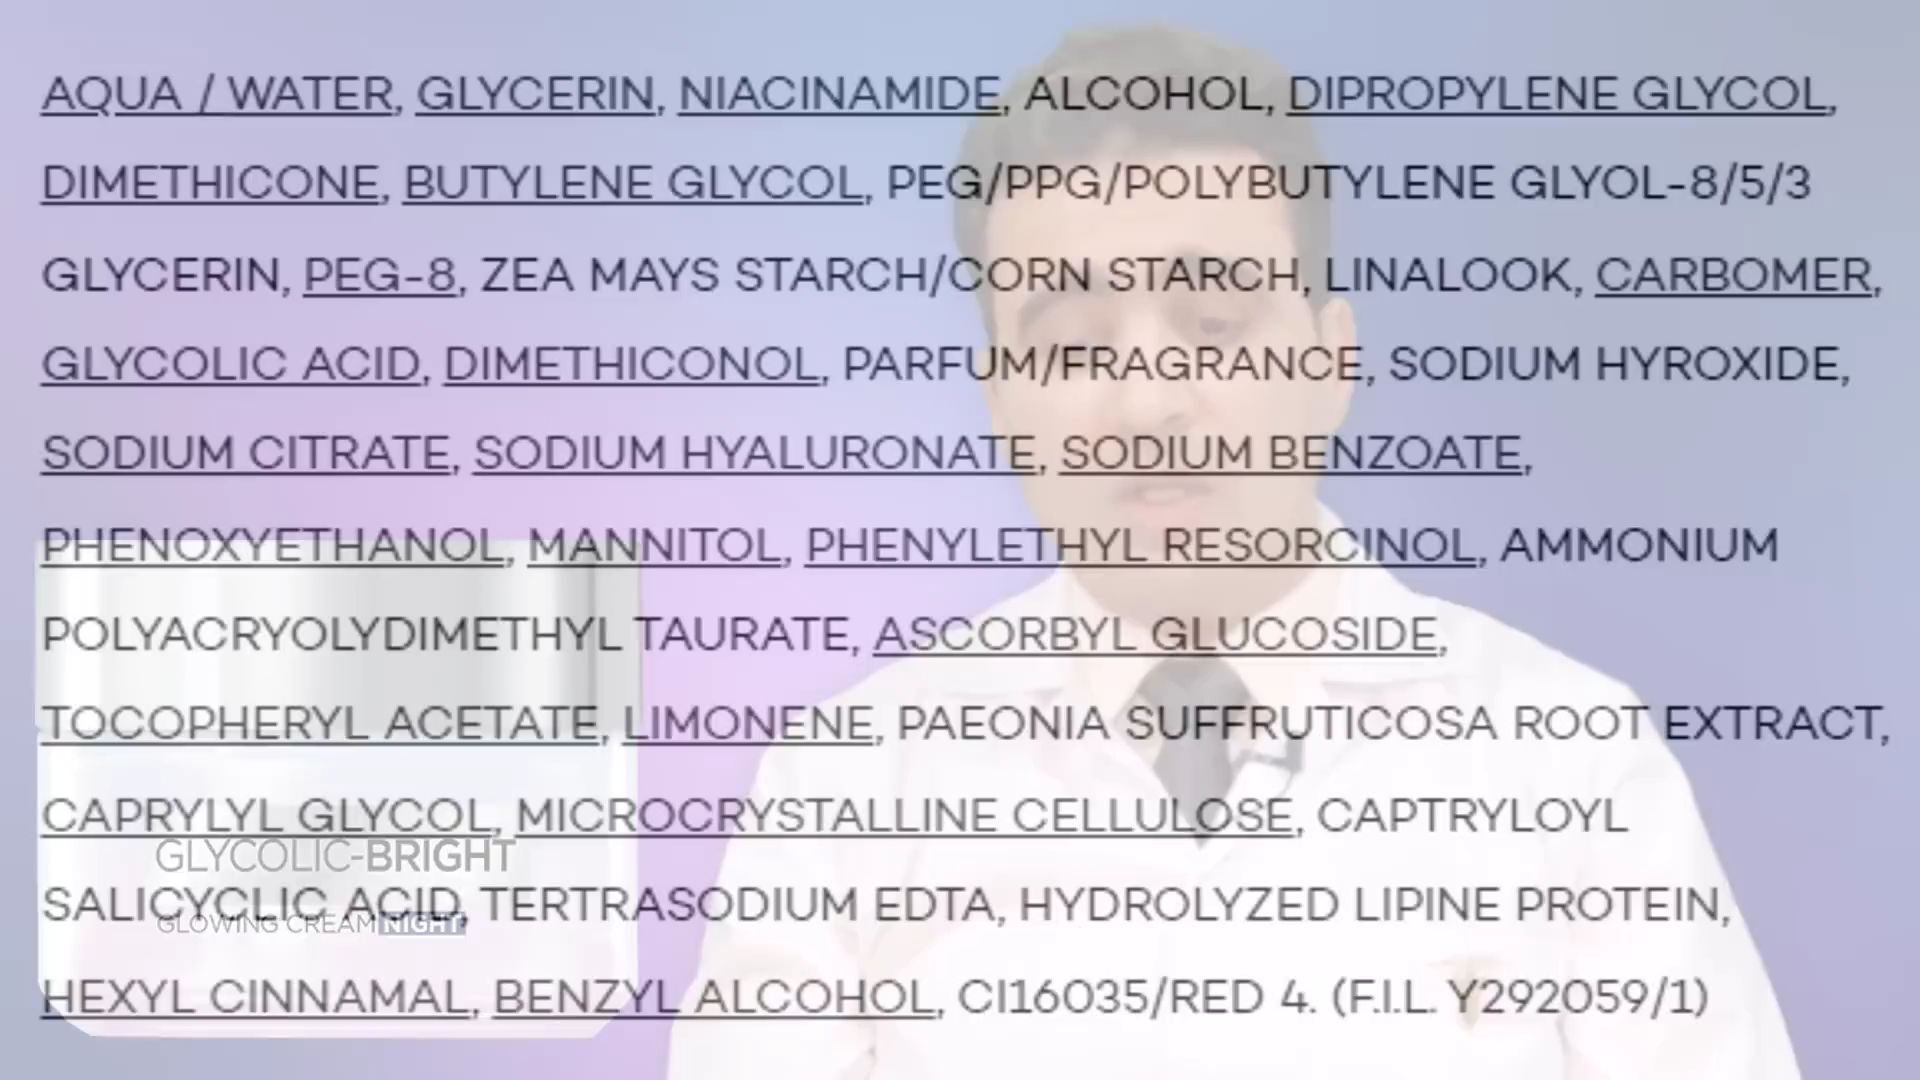 AQUA / WATER, GLYCERIN, NIACINAMIDE, ALCOHOL, DIPROPYLENE GLYCOL,
DIMETHICONE, BUTYLENE GLYCOL, PEG/PPG/POLYBUTYLENE GLYOL-8/5/3
GLYCERIN, PEG-8, ZEA MAYS STARCH/CORN STARCH, LINALOOK, CARBOMER,
GLYCOLIC ACID, DIMETHICONOL, PARFUM/FRAGRANCE, SODIUM HYROXIDE,
SODIUM CITRATE, SODIUM HYALURONATE, SODIUM BENZOATE,
PHENOXYETHANOL, MANNITOL, PHENYLETHYL RESORCINOL, AMMONIUM
POLYACRYOLYDIMETHYL TAURATE, ASCORBYL GLUCOSIDE,
TOCOPHERYL ACETATE, LIMONENE, PAEONIA SUFFRUTICOSA ROOT EXTRACT,
CAPRYLYL GLYCOL, MICROCRYSTALLINE CELLULOSE, CAPTRYLOYL
SALICYCLIC ACID, TERTRASODIUM EDTA, HYDROLYZED LIPINE PROTEIN,
HEXYL CINNAMAL, BENZYL ALCOHOL, CI16035/RED 4. (F.I.L. Y292059/1)
GLYCOLIC-BRIGHT
GLOWING CREAM NIGHT